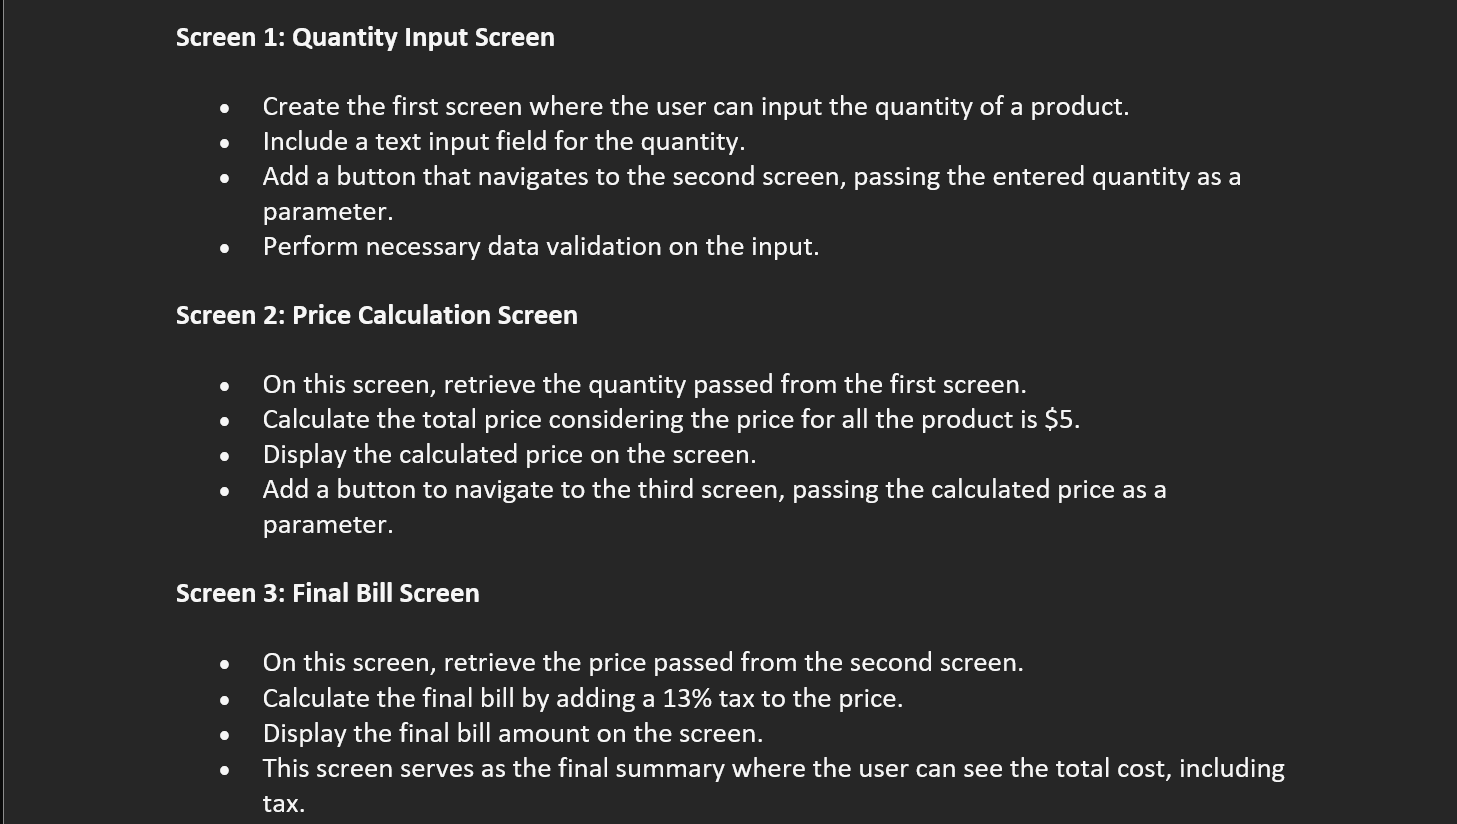 Screen 1: Quantity Input Screen
• Create the first screen where the user can input the quantity of a product.
• Include a text input field for the quantity.
• Add a button that navigates to the second screen, passing the entered quantity as a
parameter.
• Perform necessary data validation on the input.
Screen 2: Price Calculation Screen
• On this screen, retrieve the quantity passed from the first screen.
• Calculate the total price considering the price for all the product is $5.
• Display the calculated price on the screen.
• Add a button to navigate to the third screen, passing the calculated price as a
parameter.
Screen 3: Final Bill Screen
• On this screen, retrieve the price passed from the second screen.
• Calculate the final bill by adding a 13% tax to the price.
• Display the final bill amount on the screen.
• This screen serves as the final summary where the user can see the total cost, including
tax.